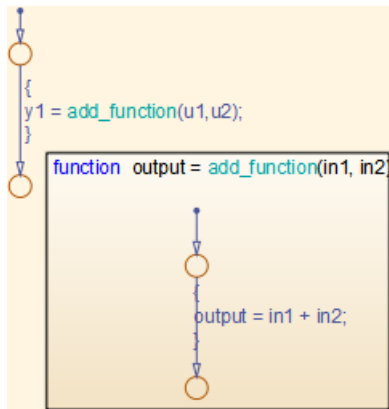 {
y1 = add_function(u1,u2);
}
function output = add_function(in1, in2)
{
output = in1 + in2;
}